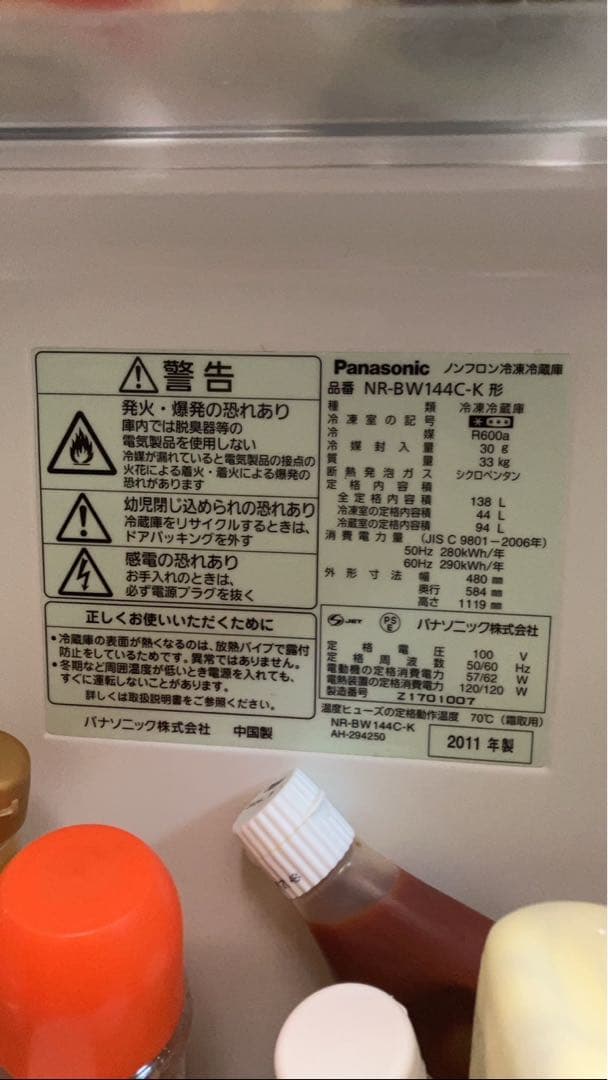 警告
発火・爆発の恐れあり
庫内では脱臭器等の
電気製品を使用しない
冷媒が漏れていると電気製品の接点の
火花による着火・着火による爆発の
恐れがあります
幼児閉じ込められの恐れあり
冷蔵庫をリサイクルするときは、
ドアパッキングを外す
感電の恐れあり
お手入れのときは、
必ず電源プラグを抜く
正しくお使いいただくために
•冷蔵庫の表面が熱くなるのは、放熱パイプで露付
防止をしているためです。異常ではありません。
•冬期など周囲温度が低いとき電源を入れても、
すぐに運転しないことがあります。
詳しくは取扱説明書をご参照ください。
パナソニック株式会社 中国製
Panasonic ノンフロン冷凍冷蔵庫
品番 NR-BW144C-K 形
種類 冷凍冷蔵庫
冷凍室の記号
冷媒 R600a
冷媒封入量 30 g
質量 33 kg
断熱発泡ガス シクロペンタン
定格内容積
全定格内容積 138 L
冷凍室の定格内容積 44 L
冷蔵室の定格内容積 94 L
消費電力量 (JIS C 9801-2006年)
50Hz 280kWh/年
60Hz 290kWh/年
外形寸法 幅 480 ㎜
奥行 584 ㎜
高さ 1119 ㎜
JET PSE パナソニック株式会社
定格電圧 100 V
定格周波数 50/60 Hz
電動機の定格消費電力 57/62 W
電熱装置の定格消費電力 120/120 W
製造番号 Z1701007
温度ヒューズの定格動作温度 70℃ (霜取用)
NR-BW144C-K
AH-294250
2011 年製